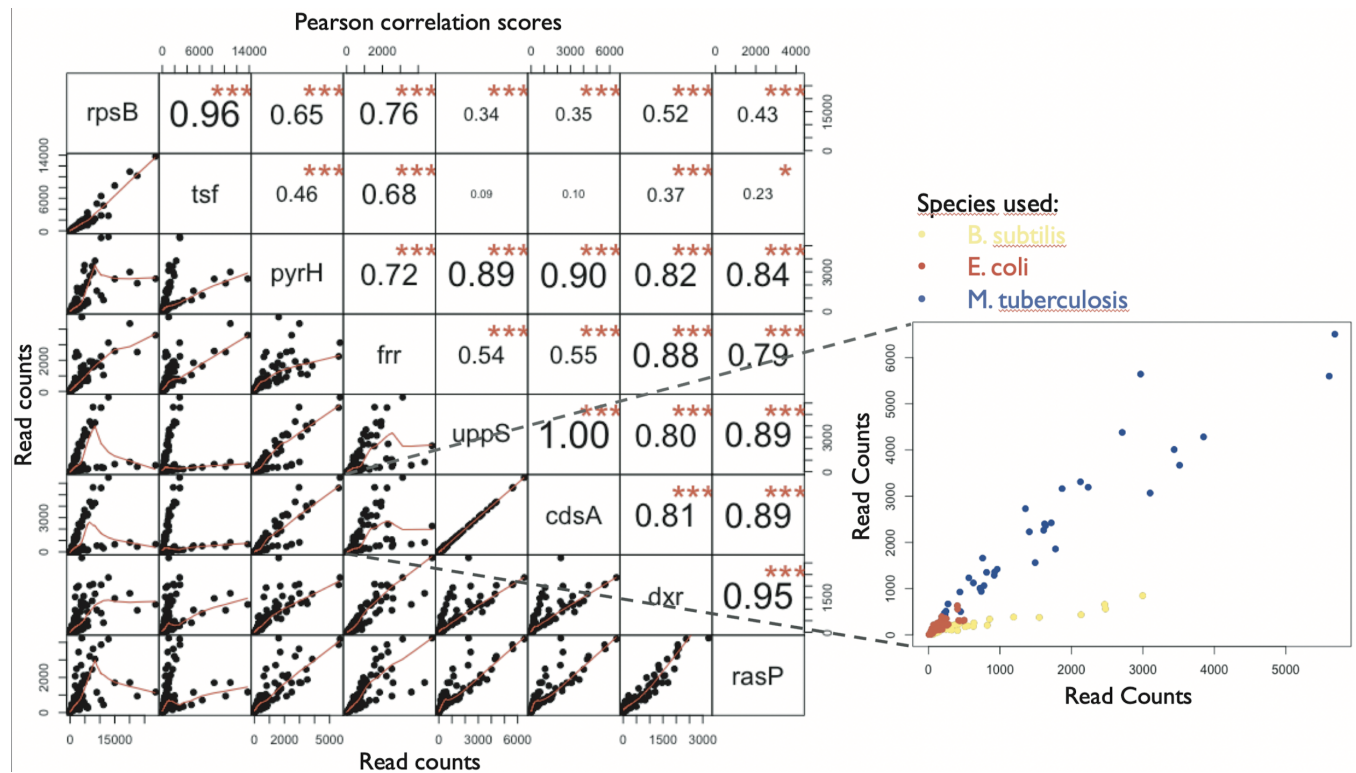 Pearson correlation scores
0 6000 14000 0 2000 0 3000 6000 0 2000 4000
rpsB *** 0.96 *** 0.65 *** 0.76 *** 0.34 *** 0.35 *** 0.52 *** 0.43 *** 0 15000
0 6000 14000 tsf *** 0.46 *** 0.68 0.09 0.10 *** 0.37 * 0.23
pyrH *** 0.72 *** 0.89 *** 0.90 *** 0.82 *** 0.84 0 3000
0 2000 frr *** 0.54 *** 0.55 *** 0.88 *** 0.79
uppS *** 1.00 *** 0.80 *** 0.89 0 3000
0 3000 cdsA *** 0.81 *** 0.89
dxr *** 0.95 0 1500
0 2000 rasP
0 15000 0 2000 5000 0 3000 6000 0 1500 3000
Read counts
Read counts
Species used:
B. subtilis
E. coli
M. tuberculosis
Read Counts
0 1000 2000 3000 4000 5000 6000
0 1000 2000 3000 4000 5000
Read Counts